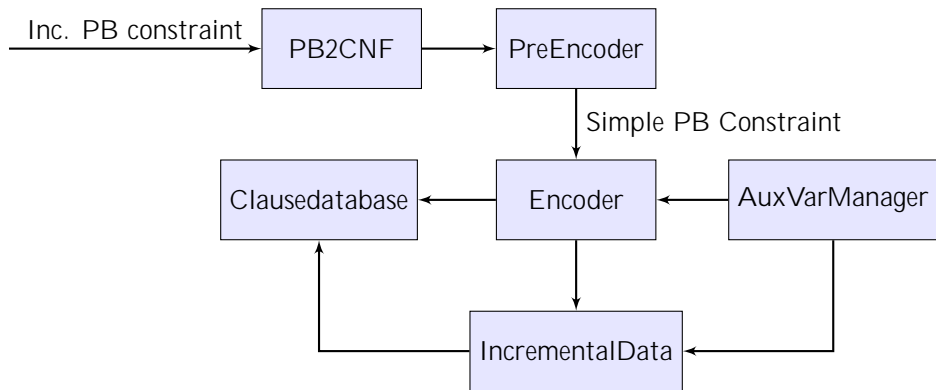 Inc. PB constraint
PB2CNF
PreEncoder
Simple PB Constraint
Clausedatabase
Encoder
AuxVarManager
IncrementalData